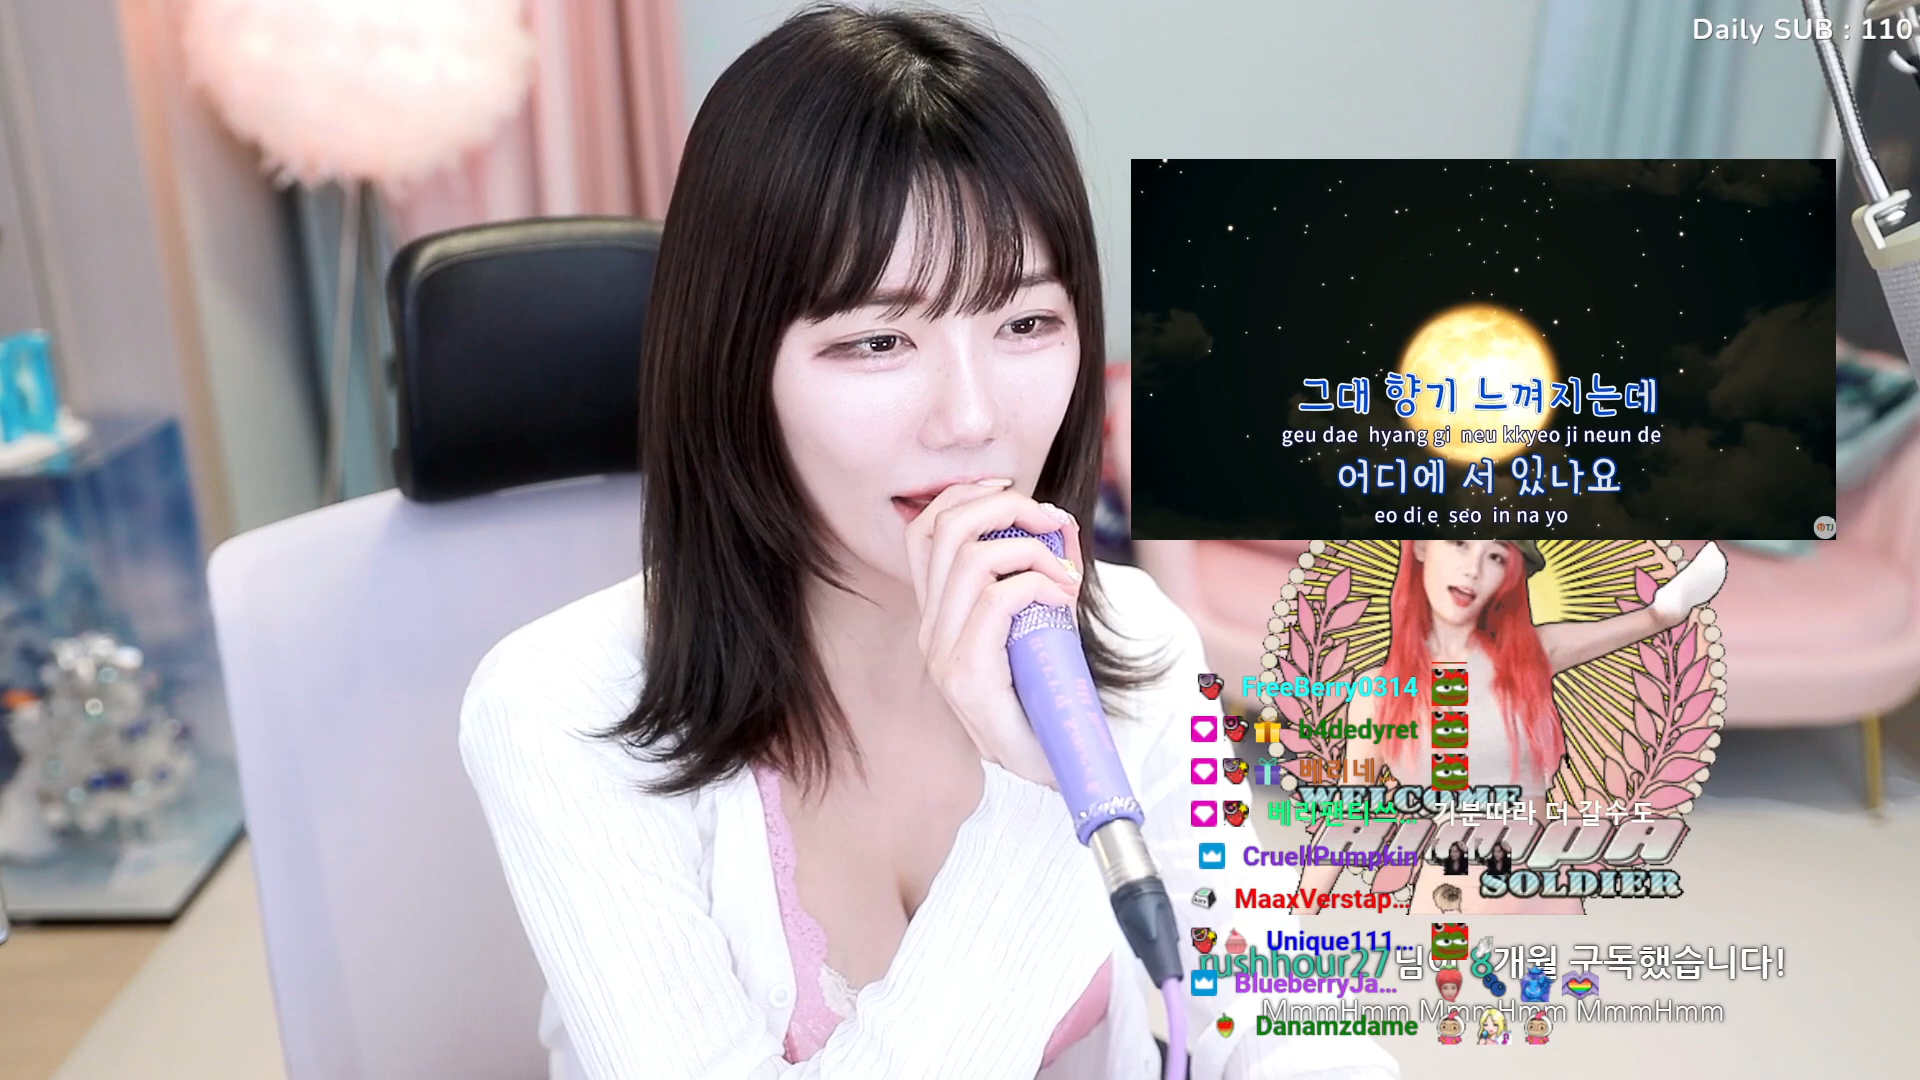 Daily SUB : 110
그대 향기 느껴지는데
geu dae hyang gi neu kkyeo ji neun de
어디에 서 있나요
eo di e seo in na yo
TJ
FreeBerry0314
b4dedyret
베리네...
베리팬티쓰... 기분따라 더 갈수도
WELCOME
CruellPumpkin
SOLDIER
MaaxVerstap...
Unique111...
rushhour27님이 8개월 구독했습니다!
BlueberryJa...
MmmHmm MmmHmm MmmHmm
Danamzdame